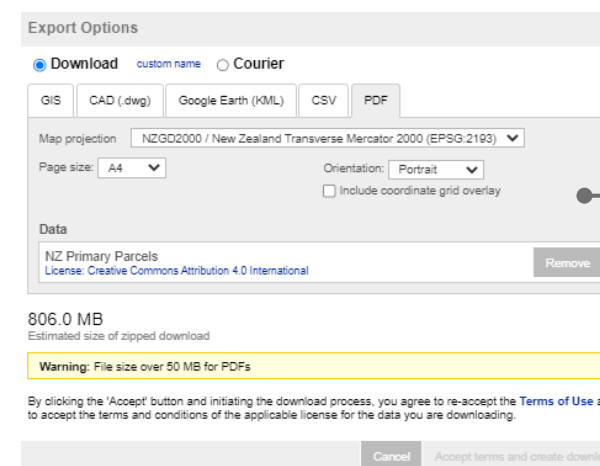 Export Options
Download custom name Courier
GIS CAD (.dwg) Google Earth (KML) CSV PDF
Map projection NZGD2000 / New Zealand Transverse Mercator 2000 (EPSG:2193)
Page size: A4 Orientation: Portrait
Include coordinate grid overlay
Data
NZ Primary Parcels
License: Creative Commons Attribution 4.0 International
Remove
806.0 MB
Estimated size of zipped download
Warning: File size over 50 MB for PDFs
By clicking the 'Accept' button and initiating the download process, you agree to re-accept the Terms of Use
to accept the terms and conditions of the applicable license for the data you are downloading.
Cancel Accept terms and create